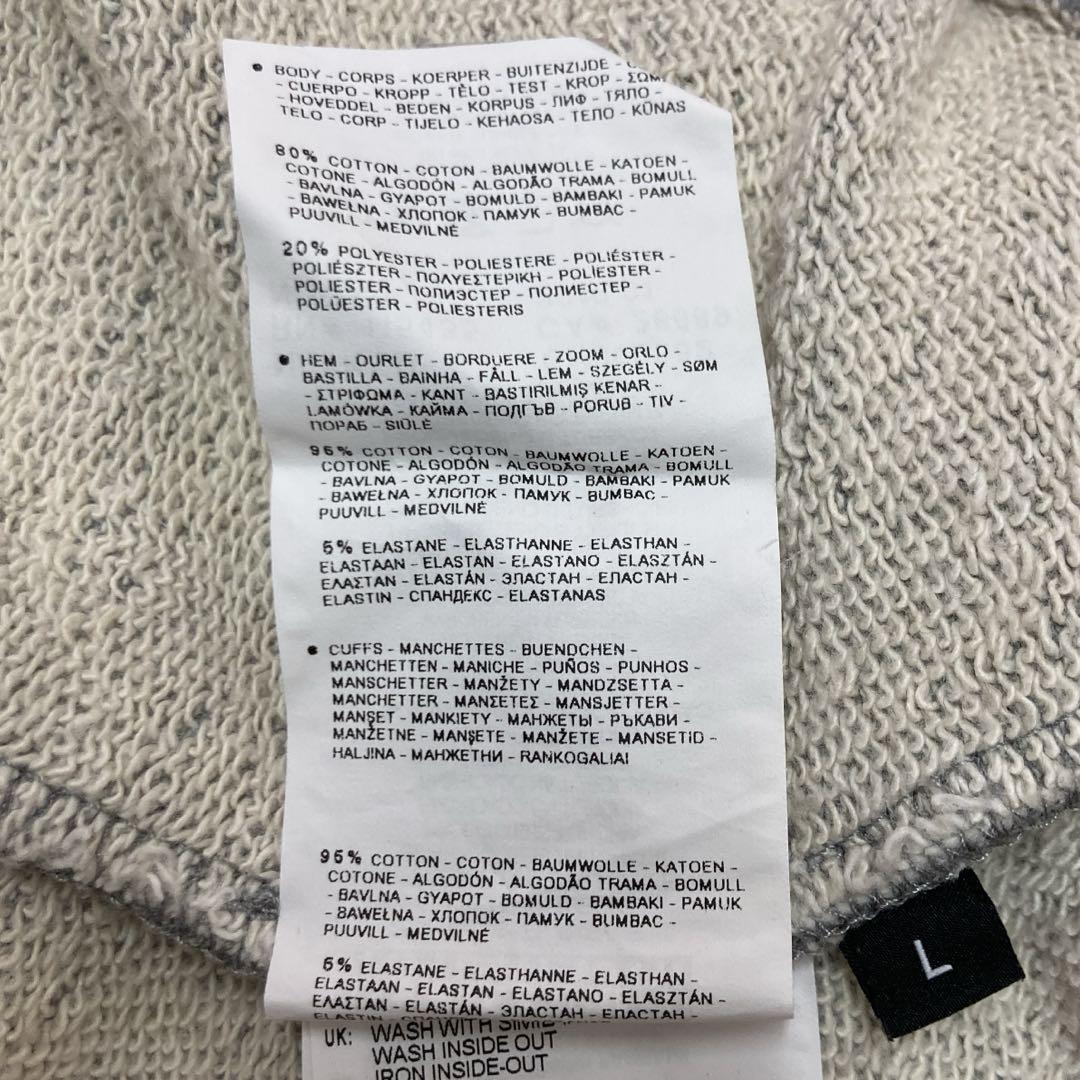 • BODY - CORPS - KOERPER - BUITENZIJDE -
- CUERPO - KROPP - TĚLO - TEST - KROP -
- HOVEDDEL - BEDEN - KORPUS - ЛИФ - ТЯЛО -
TELO - CORP - TIJELO - KEHAOSA - ТЕЛО - KŪNAS
80% COTTON - COTON - BAUMWOLLE - KATOEN -
COTONE - ALGODÓN - ALGODÃO TRAMA - BOMULL
- BAVLNA - GYAPOT - BOMULD - BAMBAKI - PAMUK
- BAWEŁNA - ХЛОПОК - ПАМУК - BUMBAC -
PUUVILL - MEDVILNĖ
20% POLYESTER - POLIESTERE - POLIÉSTER -
POLIÉSZTER - ΠΟΛΥΕΣΤΕΡΙΚΗ - POLİESTER -
POLIESTER - ПОЛИЭСТЕР - ПОЛИЕСТЕР -
POLÜESTER - POLIESTERIS
• HEM - OURLET - BORDUERE - ZOOM - ORLO -
BASTILLA - BAINHA - FÅLL - LEM - SZEGÉLY - SØM
- ΣΤΡΙΦΩΜΑ - KANT - BASTIRILMIŞ KENAR -
LAMÓWKA - КАЙМА - ПОДГЪВ - PORUB - TIV -
ПОРАБ - SIŪLĖ
95% COTTON - COTON - BAUMWOLLE - KATOEN -
COTONE - ALGODÓN - ALGODÃO TRAMA - BOMULL
- BAVLNA - GYAPOT - BOMULD - BAMBAKI - PAMUK
- BAWEŁNA - ХЛОПОК - ПАМУК - BUMBAC -
PUUVILL - MEDVILNĖ
5% ELASTANE - ELASTHANNE - ELASTHAN -
ELASTAAN - ELASTAN - ELASTANO - ELASZTÁN -
ΕΛΑΣΤΑΝ - ELASTÁN - ЭЛАСТАН - ЕЛАСТАН -
ELASTIN - СПАНДЕКС - ELASTANAS
• CUFFS - MANCHETTES - BUENDCHEN -
MANCHETTEN - MANICHE - PUÑOS - PUNHOS -
MANSCHETTER - MANŽETY - MANDZSETTA -
MANCHETTER - ΜΑΝΣΕΤΕΣ - MANSJETTER -
MANŞET - MANKIETY - МАНЖЕТЫ - РЪКАВИ -
MANŽETNE - MANŞETE - MANŽETE - MANSETID -
HALJINA - МАНЖЕТНИ - RANKOGALIAI
95% COTTON - COTON - BAUMWOLLE - KATOEN -
COTONE - ALGODÓN - ALGODÃO TRAMA - BOMULL
- BAVLNA - GYAPOT - BOMULD - BAMBAKI - PAMUK
- BAWEŁNA - ХЛОПОК - ПАМУК - BUMBAC -
PUUVILL - MEDVILNĖ
5% ELASTANE - ELASTHANNE - ELASTHAN -
ELASTAAN - ELASTAN - ELASTANO - ELASZTÁN -
ΕΛΑΣΤΑΝ - ELASTÁN - ЭЛАСТАН - ЕЛАСТАН -
UK: WASH WITH
WASH INSIDE OUT
IRON INSIDE-OUT
L